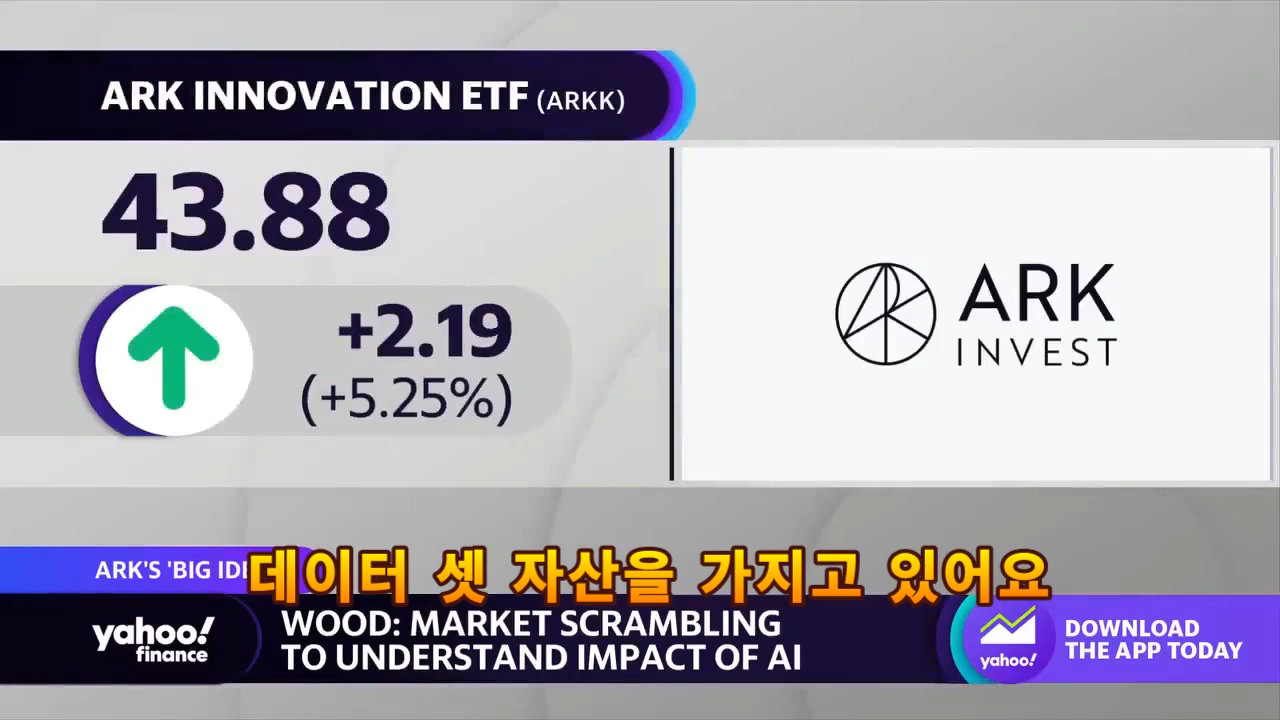 ARK INNOVATION ETF (ARKK)
43.88
+2.19
(+5.25%)
ARK
INVEST
ARK'S 'BIG IDE
데이터 셋 자산을 가지고 있어요
yahoo!
finance
WOOD: MARKET SCRAMBLING
TO UNDERSTAND IMPACT OF AI
yahoo!
DOWNLOAD
THE APP TODAY